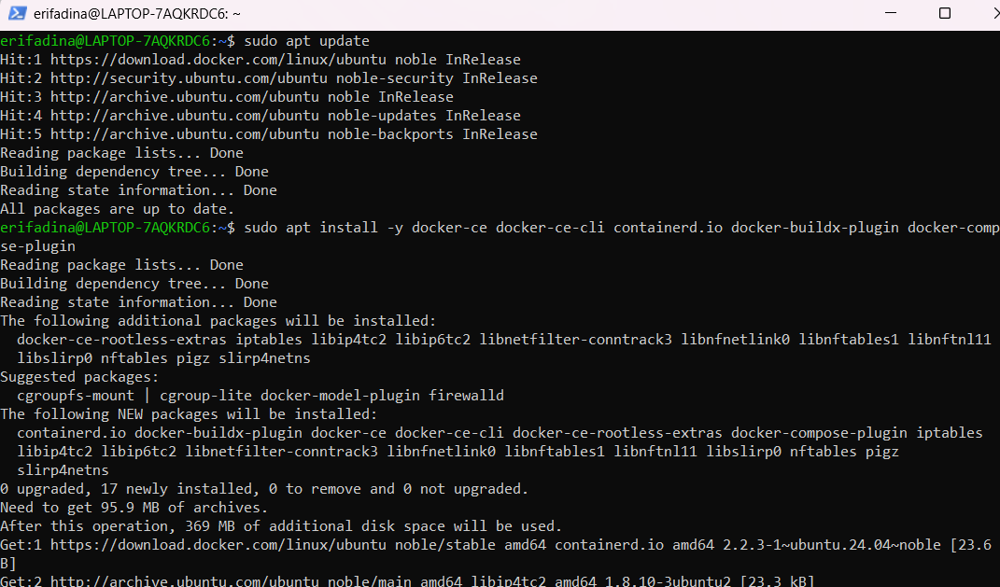 erifadina@LAPTOP-7AQKRDC6: ~
erifadina@LAPTOP-7AQKRDC6:~$ sudo apt update
Hit:1 https://download.docker.com/linux/ubuntu noble InRelease
Hit:2 http://security.ubuntu.com/ubuntu noble-security InRelease
Hit:3 http://archive.ubuntu.com/ubuntu noble InRelease
Hit:4 http://archive.ubuntu.com/ubuntu noble-updates InRelease
Hit:5 http://archive.ubuntu.com/ubuntu noble-backports InRelease
Reading package lists... Done
Building dependency tree... Done
Reading state information... Done
All packages are up to date.
erifadina@LAPTOP-7AQKRDC6:~$ sudo apt install -y docker-ce docker-ce-cli containerd.io docker-buildx-plugin docker-comp
se-plugin
Reading package lists... Done
Building dependency tree... Done
Reading state information... Done
The following additional packages will be installed:
  docker-ce-rootless-extras iptables libip4tc2 libip6tc2 libnetfilter-conntrack3 libnfnetlink0 libnftables1 libnftnl11
  libslirp0 nftables pigz slirp4netns
Suggested packages:
  cgroupfs-mount | cgroup-lite docker-model-plugin firewalld
The following NEW packages will be installed:
  containerd.io docker-buildx-plugin docker-ce docker-ce-cli docker-ce-rootless-extras docker-compose-plugin iptables
  libip4tc2 libip6tc2 libnetfilter-conntrack3 libnfnetlink0 libnftables1 libnftnl11 libslirp0 nftables pigz
  slirp4netns
0 upgraded, 17 newly installed, 0 to remove and 0 not upgraded.
Need to get 95.9 MB of archives.
After this operation, 369 MB of additional disk space will be used.
Get:1 https://download.docker.com/linux/ubuntu noble/stable amd64 containerd.io amd64 2.2.3-1~ubuntu.24.04~noble [23.6
B]
Get:2 http://archive.ubuntu.com/ubuntu noble/main amd64 libip4tc2 amd64 1.8.10-3ubuntu2 [23.3 kB]